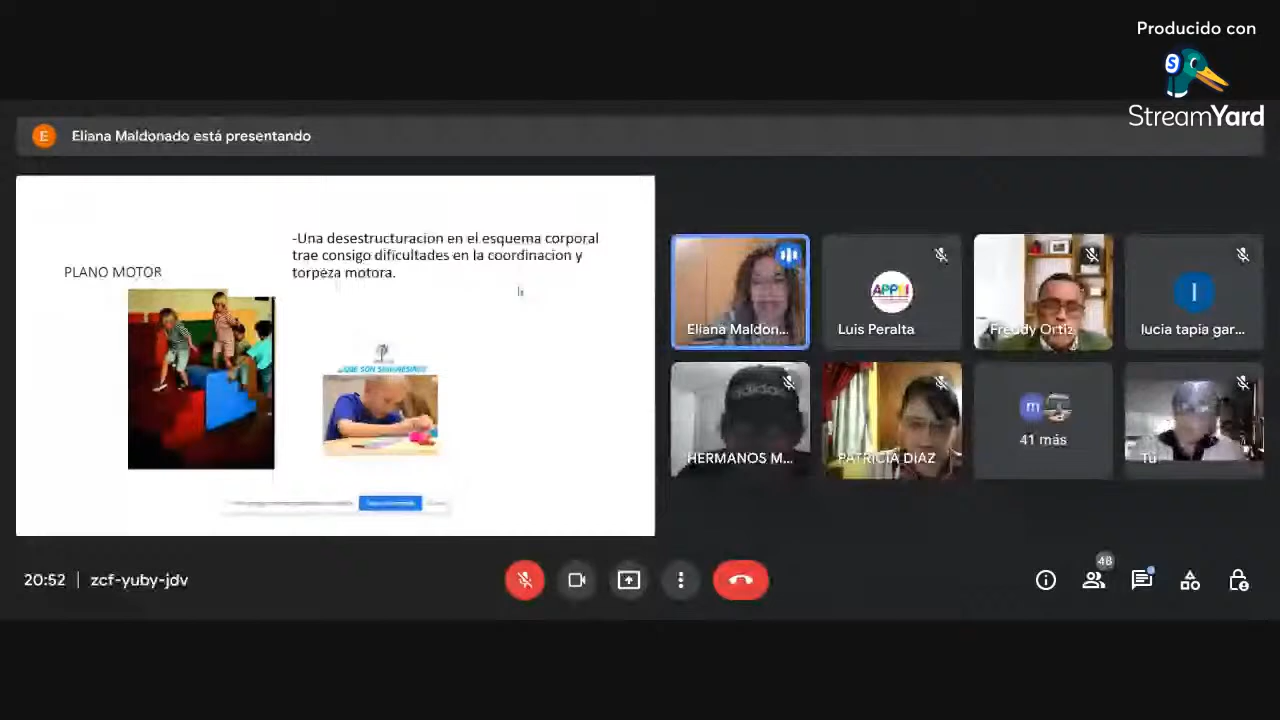 Producido con
StreamYard
E
Eliana Maldonado está presentando
-Una desestructuracion en el esquema corporal
trae consigo dificultades en la coordinacion y
torpeza motora.
PLANO MOTOR
Eliana Maldon...
APPHI
Luis Peralta
Freddy Ortiz
l
lucia tapia gar...
adidas
HERMANOS M...
PATRICIA DIAZ
m
41 más
Tú
20:52 | zcf-yuby-jdv
48